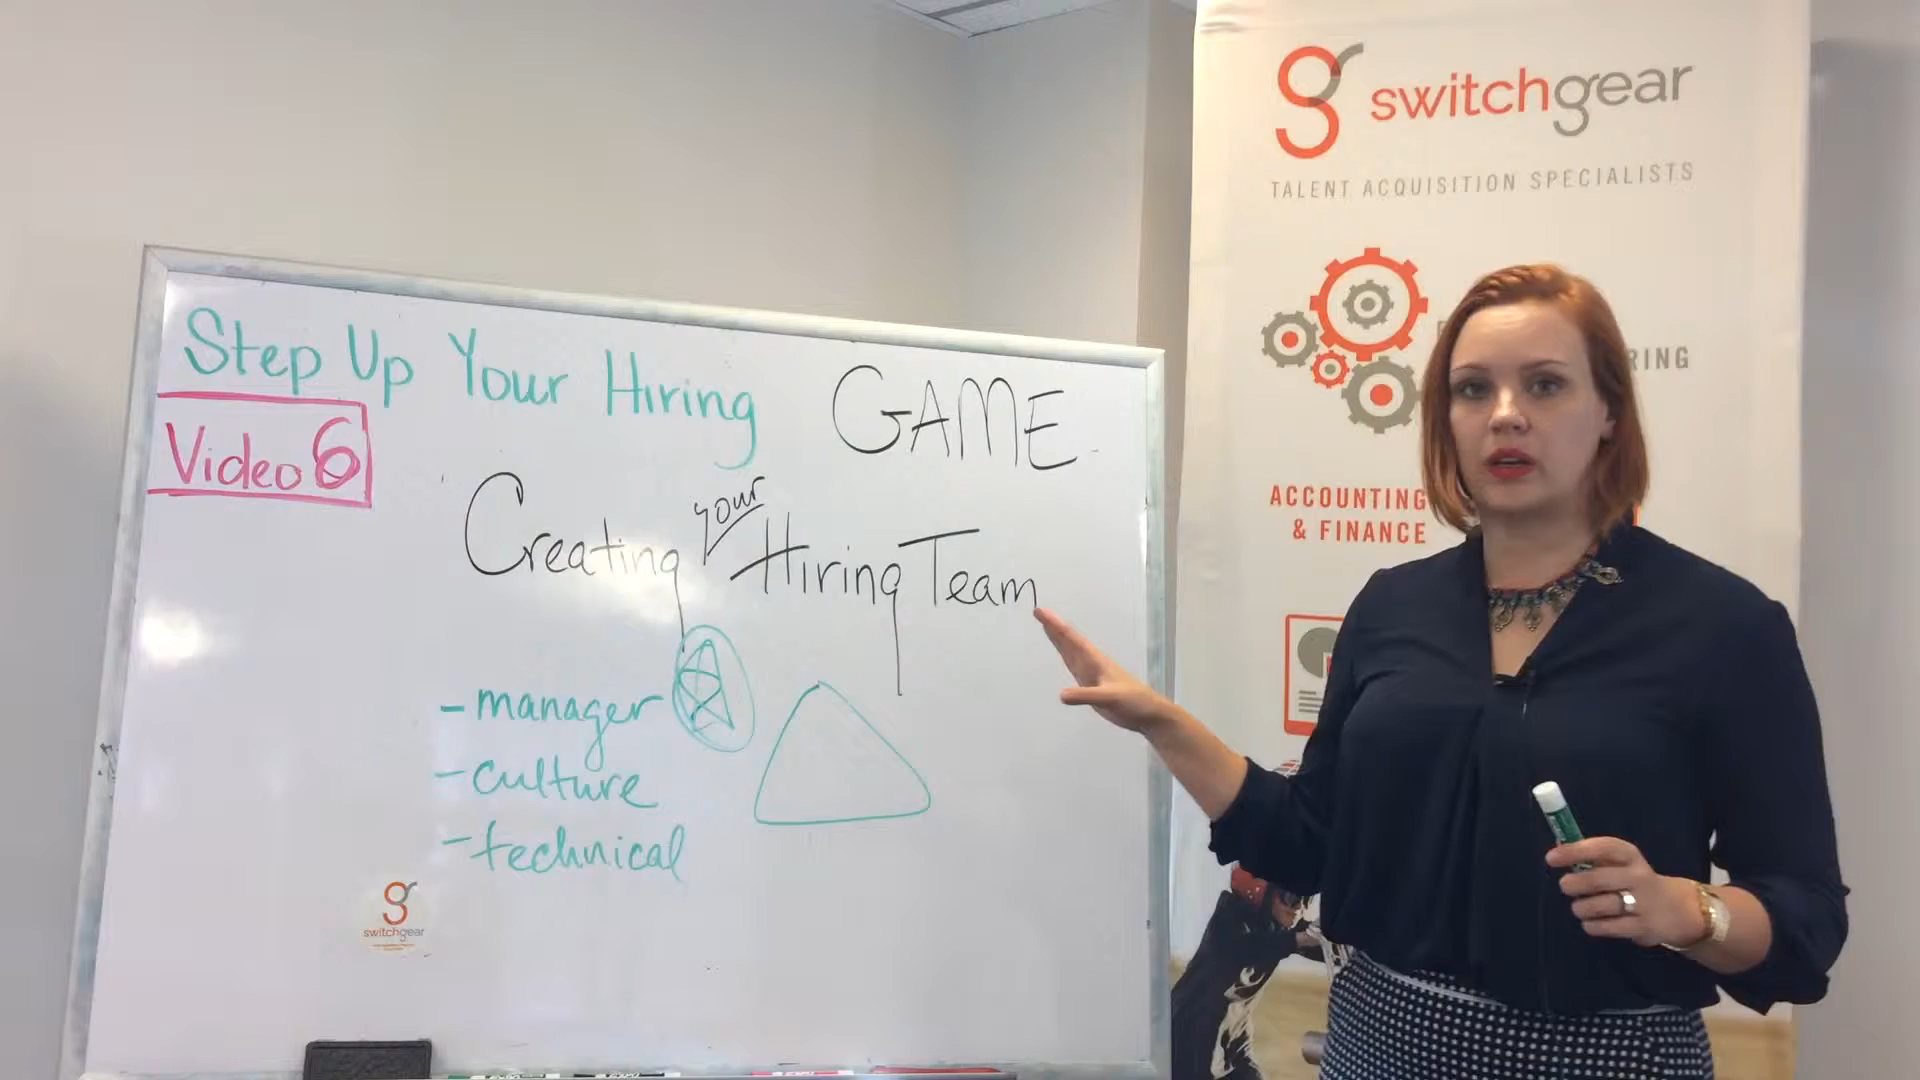 Step Up Your Hiring GAME
Video 6
Creating your Hiring Team
- manager
- culture
- technical
switchgear
switchgear
TALENT ACQUISITION SPECIALISTS
ACCOUNTING
& FINANCE